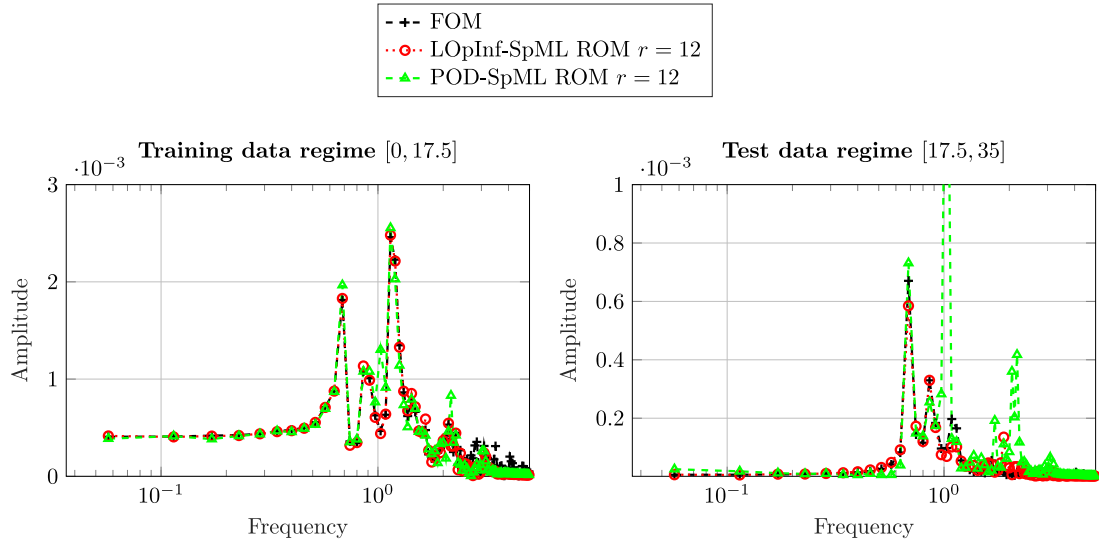 FOM
LOpInf-SpML ROM r = 12
POD-SpML ROM r = 12
Training data regime [0, 17.5]
·10⁻³
3
2
1
0
Amplitude
10⁻¹
10⁰
Frequency
Test data regime [17.5, 35]
·10⁻³
1
0.8
0.6
0.4
0.2
Amplitude
10⁻¹
10⁰
Frequency